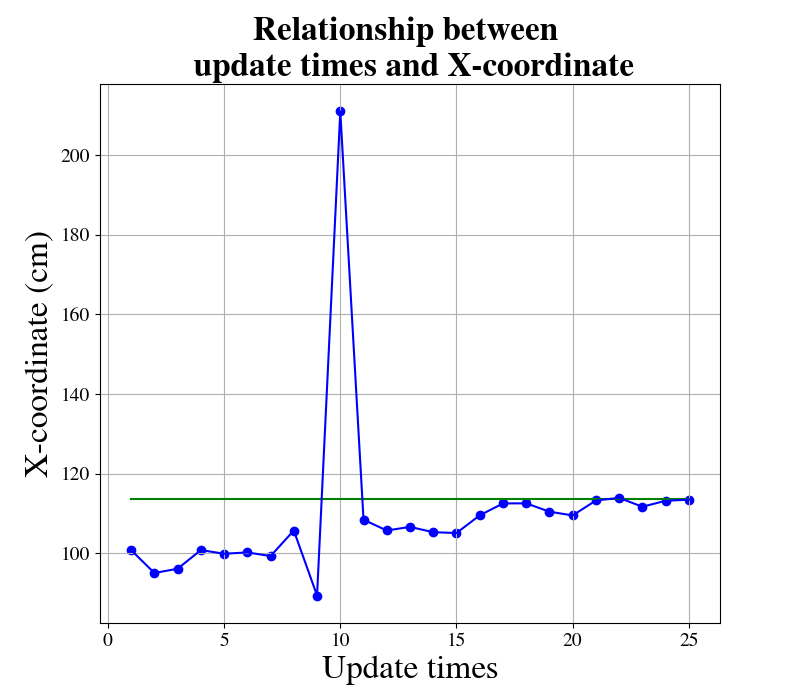 Relationship between
update times and X-coordinate
X-coordinate (cm)
200
180
160
140
120
100
0 5 10 15 20 25
Update times